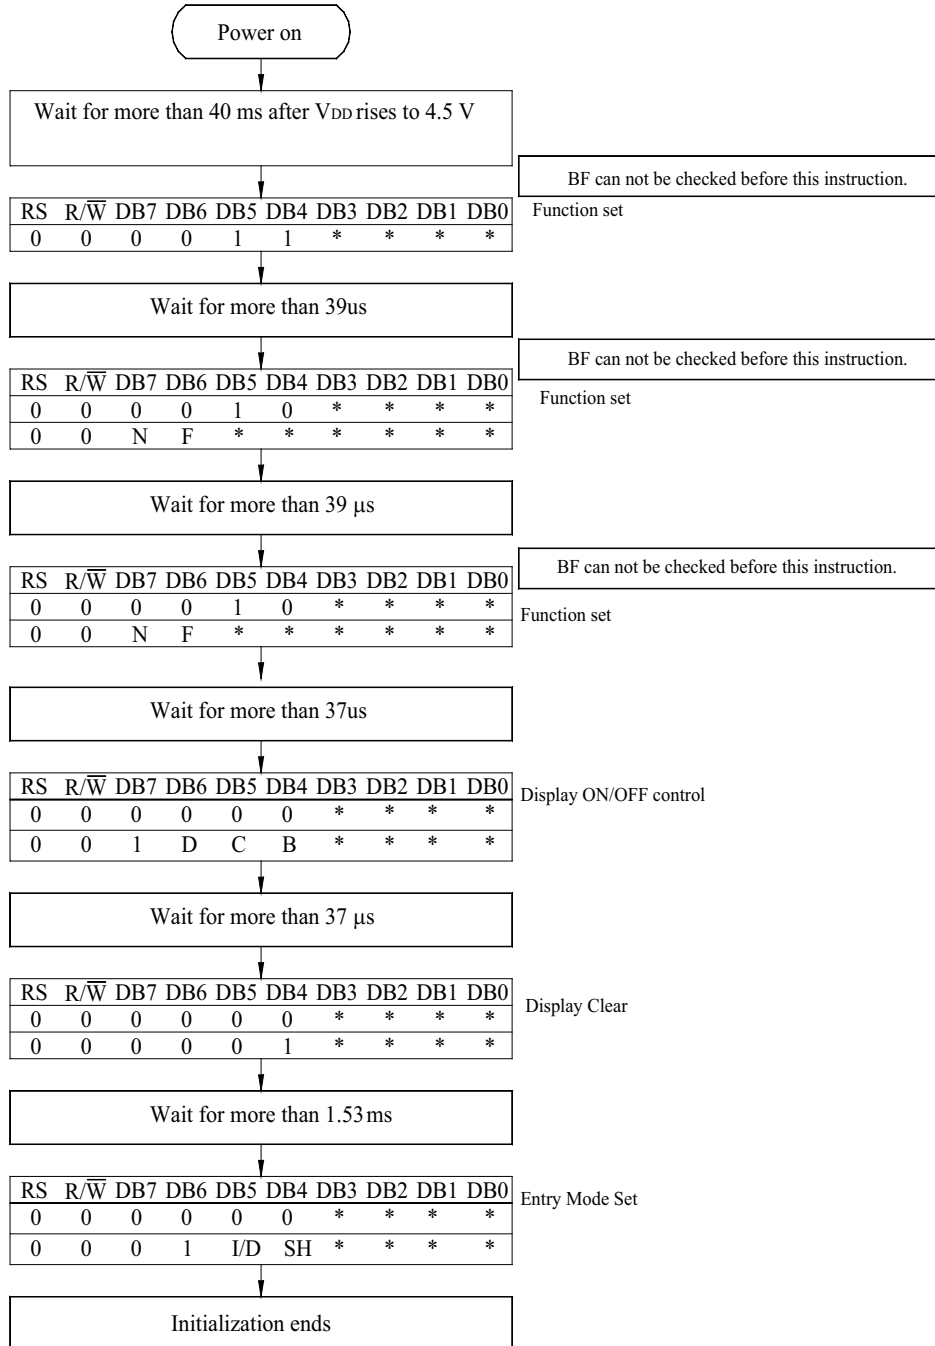 Power on
Wait for more than 40 ms after VDD rises to 4.5 V
BF can not be checked before this instruction.
RS R/W̅ DB7 DB6 DB5 DB4 DB3 DB2 DB1 DB0
Function set
0 0 0 0 1 1 * * * *
Wait for more than 39us
BF can not be checked before this instruction.
RS R/W̅ DB7 DB6 DB5 DB4 DB3 DB2 DB1 DB0
Function set
0 0 0 0 1 0 * * * *
0 0 N F * * * * * *
Wait for more than 39 µs
BF can not be checked before this instruction.
RS R/W̅ DB7 DB6 DB5 DB4 DB3 DB2 DB1 DB0
0 0 0 0 1 0 * * * *
Function set
0 0 N F * * * * * *
Wait for more than 37us
RS R/W̅ DB7 DB6 DB5 DB4 DB3 DB2 DB1 DB0
Display ON/OFF control
0 0 0 0 0 0 * * * *
0 0 1 D C B * * * *
Wait for more than 37 µs
RS R/W̅ DB7 DB6 DB5 DB4 DB3 DB2 DB1 DB0
Display Clear
0 0 0 0 0 0 * * * *
0 0 0 0 0 1 * * * *
Wait for more than 1.53ms
RS R/W̅ DB7 DB6 DB5 DB4 DB3 DB2 DB1 DB0
Entry Mode Set
0 0 0 0 0 0 * * * *
0 0 0 1 I/D SH * * * *
Initialization ends